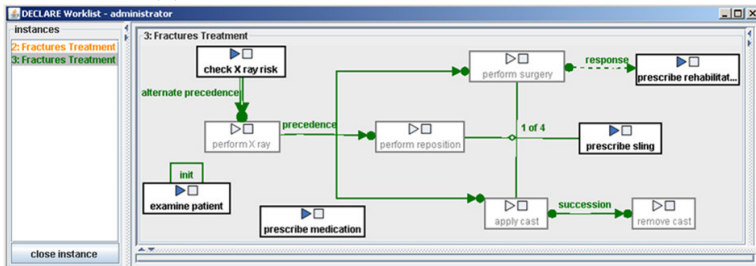 DECLARE Worklist - administrator
instances
2: Fractures Treatment
3: Fractures Treatment
close instance
3: Fractures Treatment
check X ray risk
perform surgery
response
prescribe rehabilitat...
alternate precedence
perform X ray
precedence
perform reposition
1 of 4
prescribe sling
init
examine patient
prescribe medication
apply cast
succession
remove cast